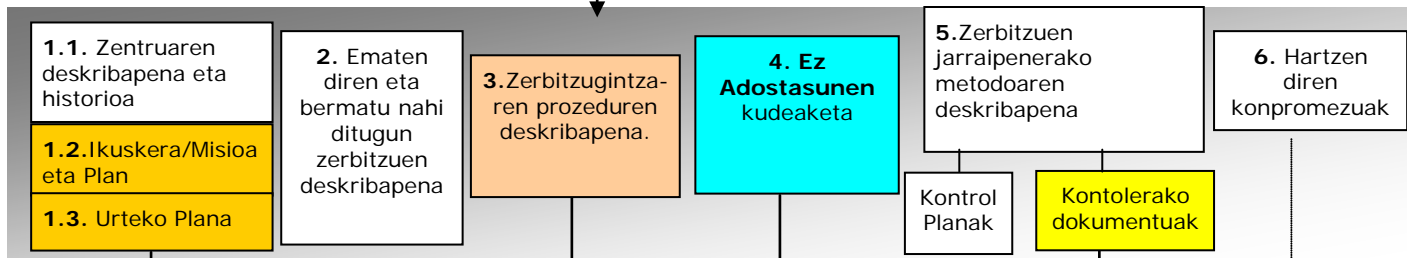 1.1. Zentruaren
deskribapena eta
historioa
1.2.Ikuskera/Misioa
eta Plan
1.3. Urteko Plana
2. Ematen
diren eta
bermatu nahi
ditugun
zerbitzuen
deskribapena
3.Zerbitzugintza-
ren prozeduren
deskribapena.
4. Ez
Adostasunen
kudeaketa
5.Zerbitzuen
jarraipenerako
metodoaren
deskribapena
Kontrol
Planak
Kontolerako
dokumentuak
6. Hartzen
diren
konpromezuak